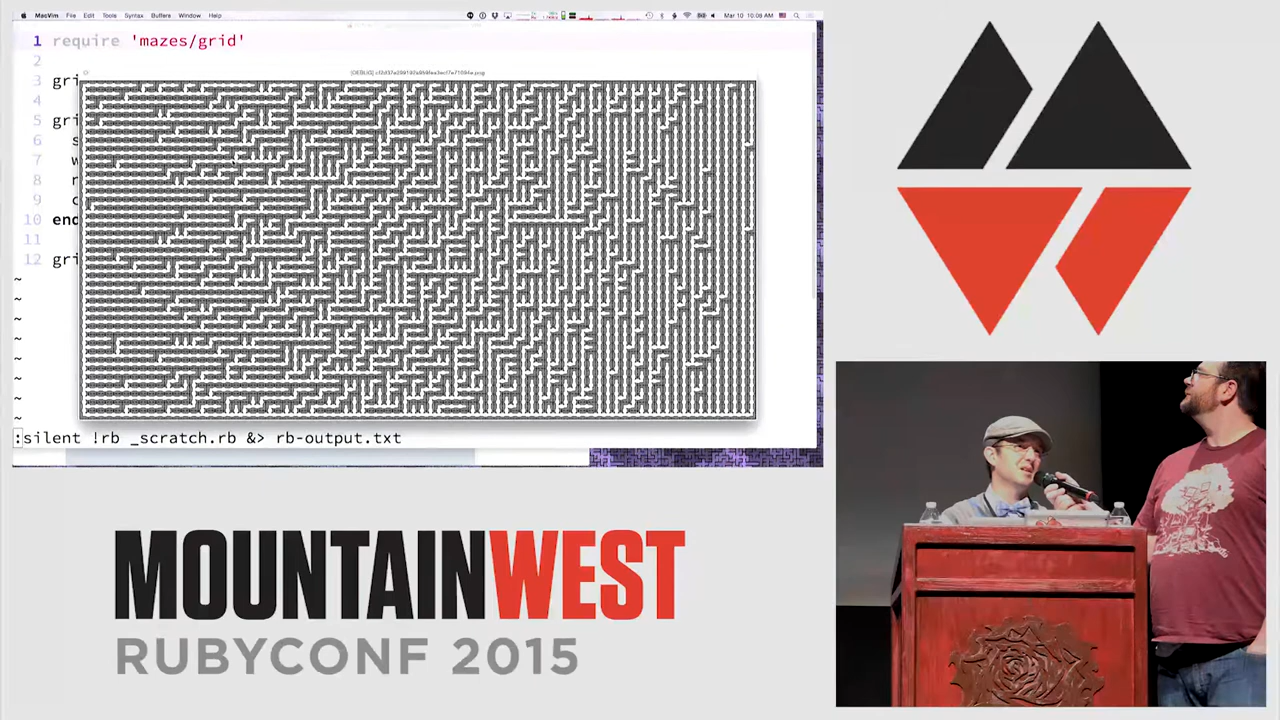 MacVim File Edit Tools Syntax Buffers Window Help Mar 10 10:08 AM
1 require 'mazes/grid'
2
3 gri
4
5 gri
6 s
7 w
8 r
9 c
10 end
11
12 gri
~
~
~
~
~
~
~
~
:silent !rb _scratch.rb &> rb-output.txt
MOUNTAINWEST
RUBYCONF 2015